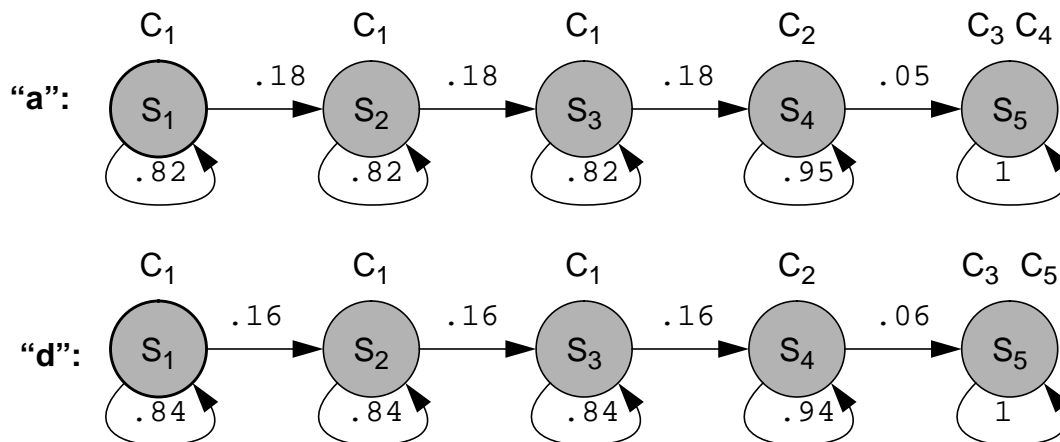 C₁ C₁ C₁ C₂ C₃ C₄
.18 .18 .18 .05
“a”: S₁ S₂ S₃ S₄ S₅
.82 .82 .82 .95 1
C₁ C₁ C₁ C₂ C₃ C₅
.16 .16 .16 .06
“d”: S₁ S₂ S₃ S₄ S₅
.84 .84 .84 .94 1